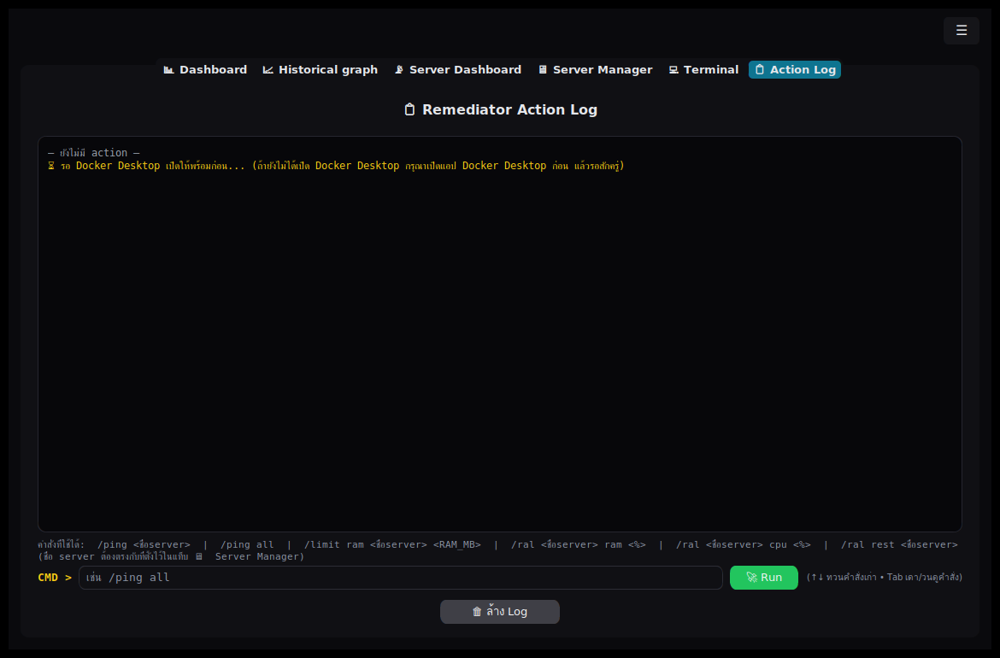 ☰
📊 Dashboard 📈 Historical graph 📡 Server Dashboard 🖥 Server Manager 💻 Terminal 📋 Action Log
📋 Remediator Action Log
— ยังไม่มี action —
⏳ รอ Docker Desktop เปิดให้พร้อมก่อน... (ถ้ายังไม่ได้เปิด Docker Desktop กรุณาเปิดแอป Docker Desktop ก่อน แล้วรอสักครู่)
คำสั่งที่ใช้ได้: /ping <ชื่อserver> | /ping all | /limit ram <ชื่อserver> <RAM_MB> | /ral <ชื่อserver> ram <%> | /ral <ชื่อserver> cpu <%> | /ral rest <ชื่อserver>
(ชื่อ server ต้องตรงกับที่ตั้งไว้ในแท็บ 🖥 Server Manager)
CMD > เช่น /ping all 🚀 Run (↑↓ ทวนคำสั่งเก่า • Tab เดา/วนดูคำสั่ง)
🗑 ล้าง Log